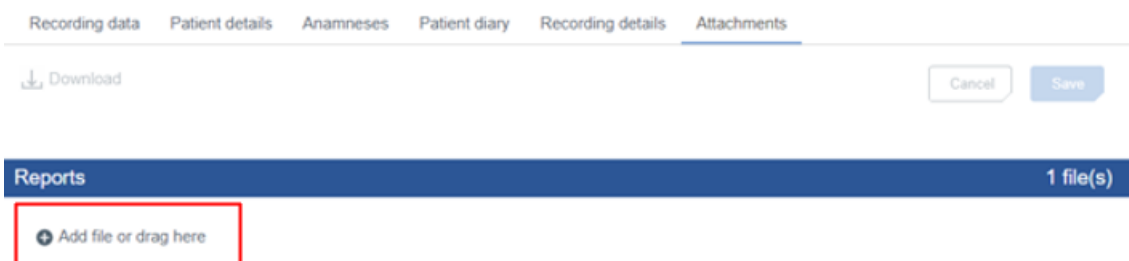 Recording data Patient details Anamneses Patient diary Recording details Attachments
Download Cancel Save
Reports 1 file(s)
Add file or drag here